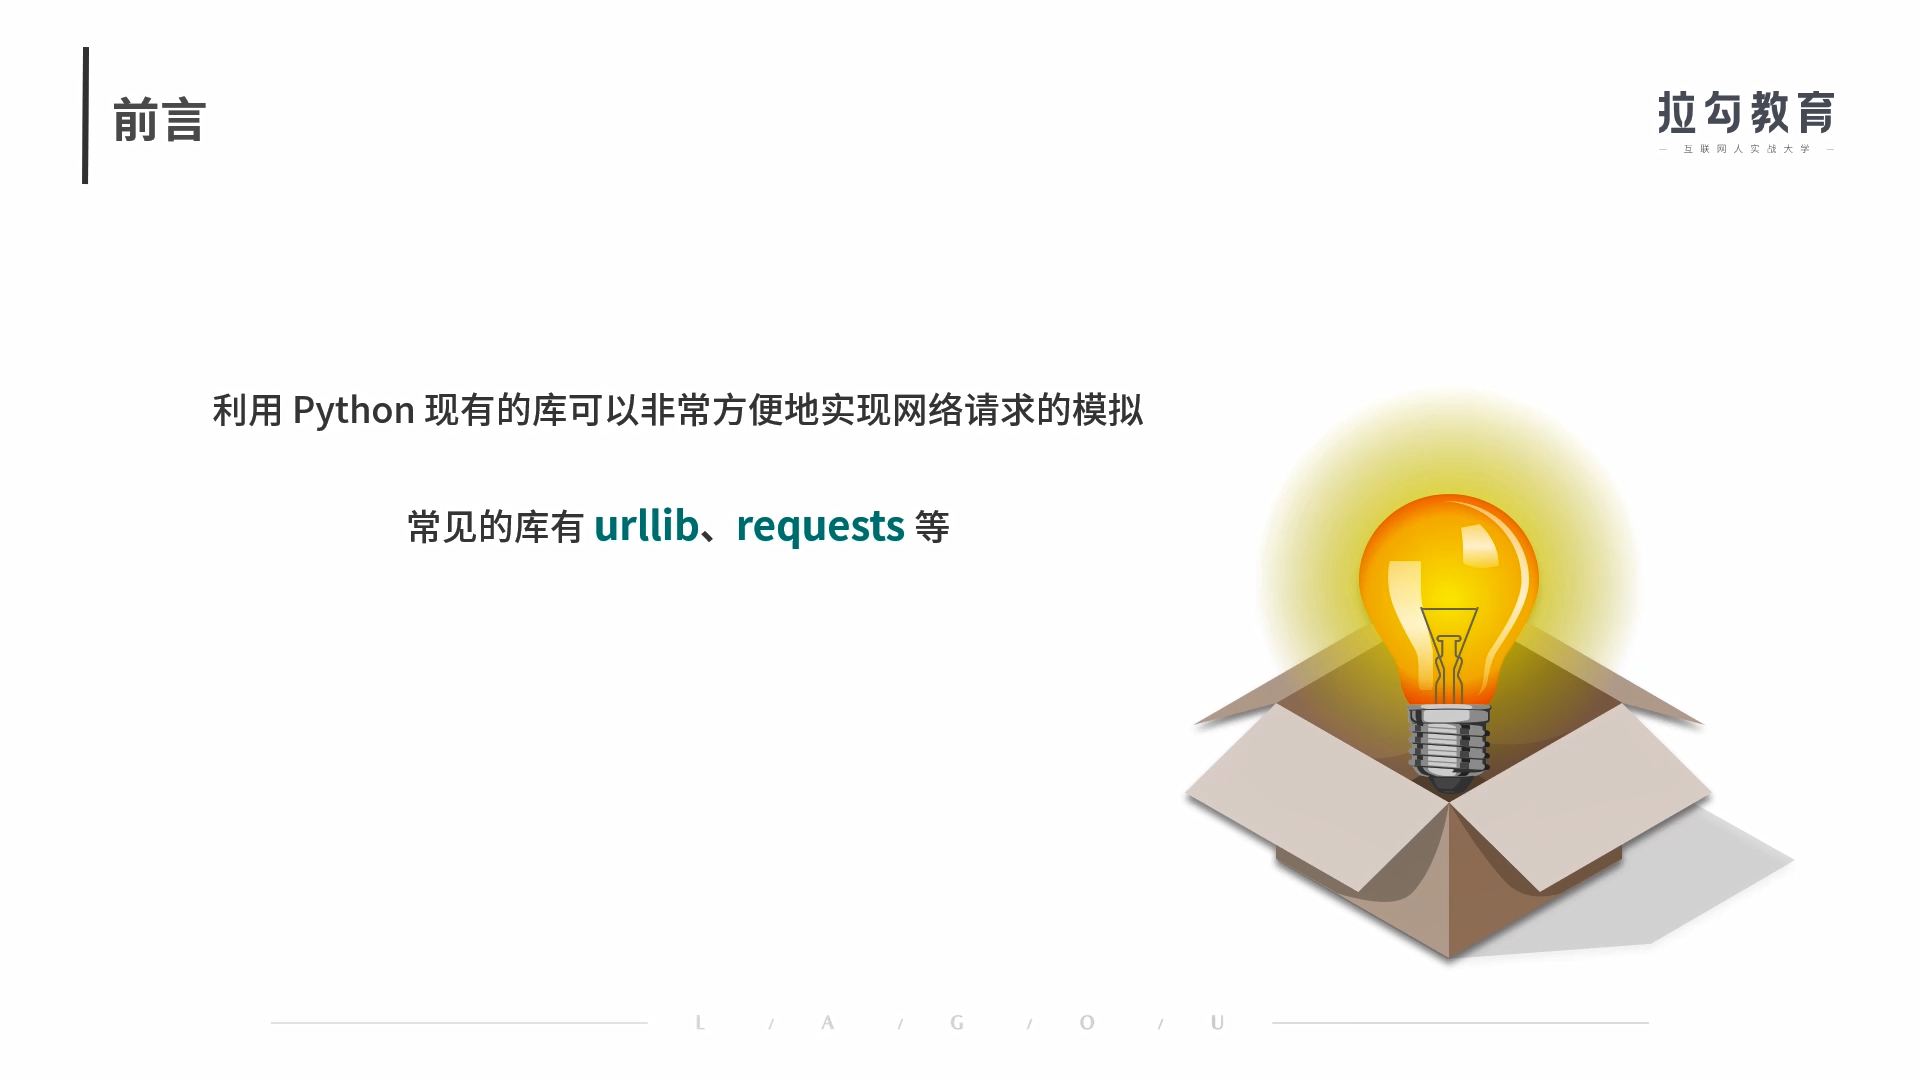 前言
拉勾教育
— 互联网人实战大学 —
利用 Python 现有的库可以非常方便地实现网络请求的模拟
常见的库有 urllib、requests 等
L / A / G / O / U